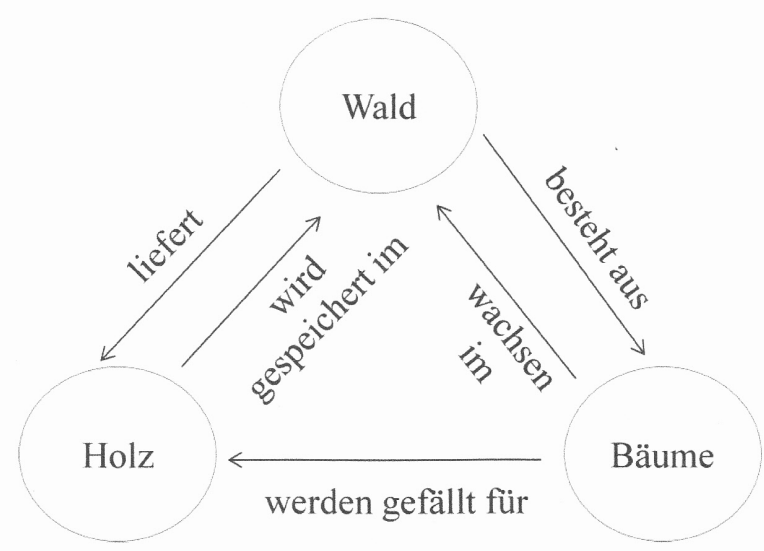 Wald
liefert
wird
gespeichert im
besteht aus
wachsen
im
Holz
Bäume
werden gefällt für